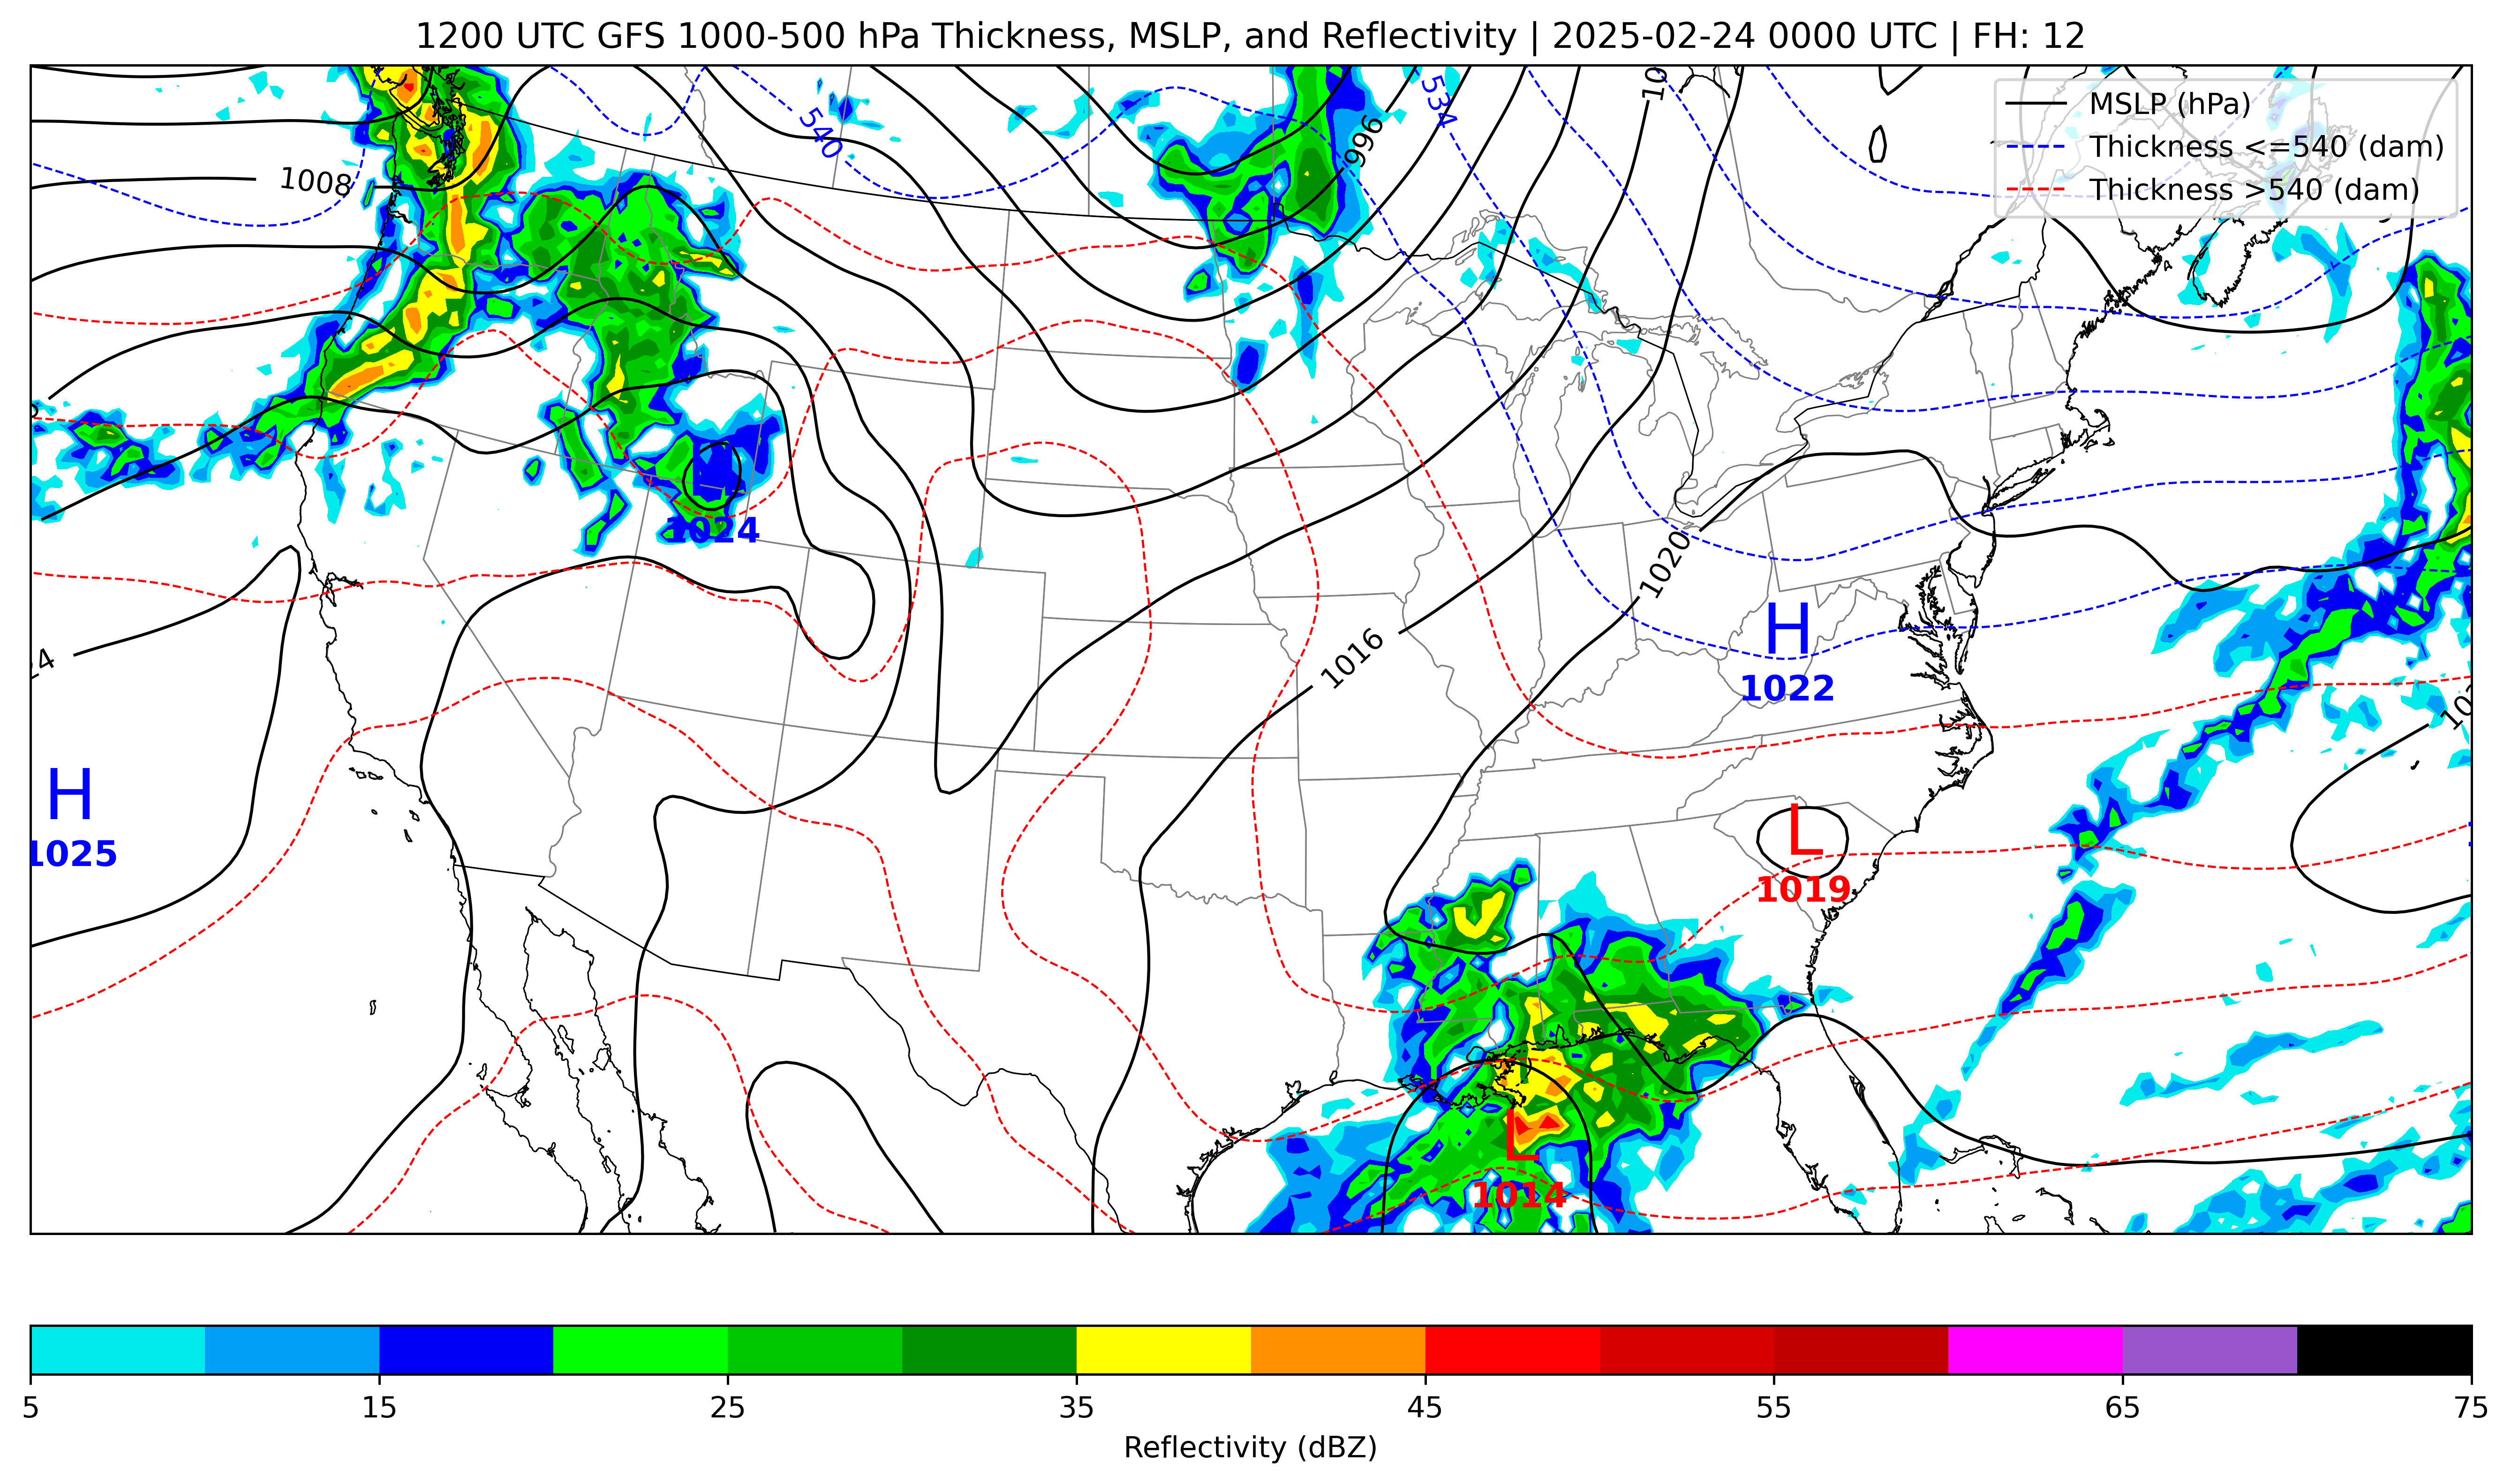 1200 UTC GFS 1000-500 hPa Thickness, MSLP, and Reflectivity | 2025-02-24 0000 UTC | FH: 12
MSLP (hPa)
Thickness <=540 (dam)
Thickness >540 (dam)
540
534
996
10
1008
H
1024
1020
H
1022
1016
H
1025
L
1019
L
1014
5 15 25 35 45 55 65 75
Reflectivity (dBZ)